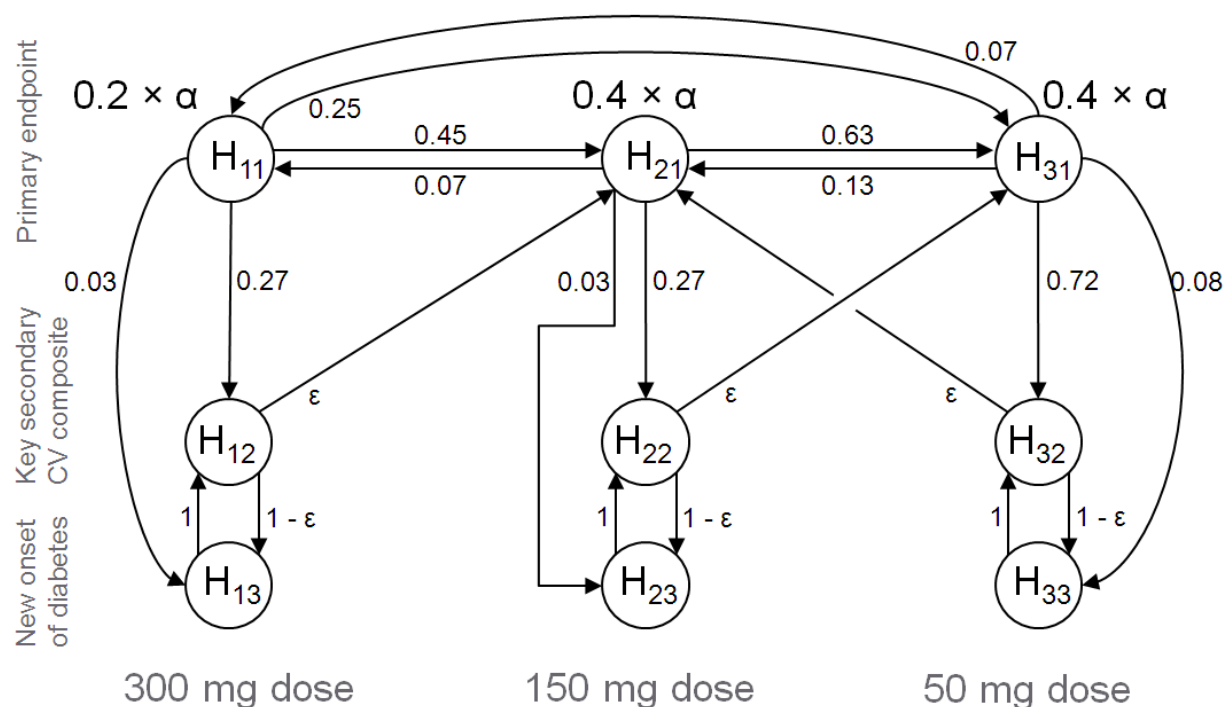 Primary endpoint
Key secondary
CV composite
New onset
of diabetes
0.07
0.2 × α
0.4 × α
0.4 × α
0.25
0.45
0.63
H11
H21
H31
0.07
0.13
0.03
0.27
0.03
0.27
0.72
0.08
ε
ε
ε
H12
H22
H32
1
1 - ε
1
1 - ε
1
1 - ε
H13
H23
H33
300 mg dose
150 mg dose
50 mg dose